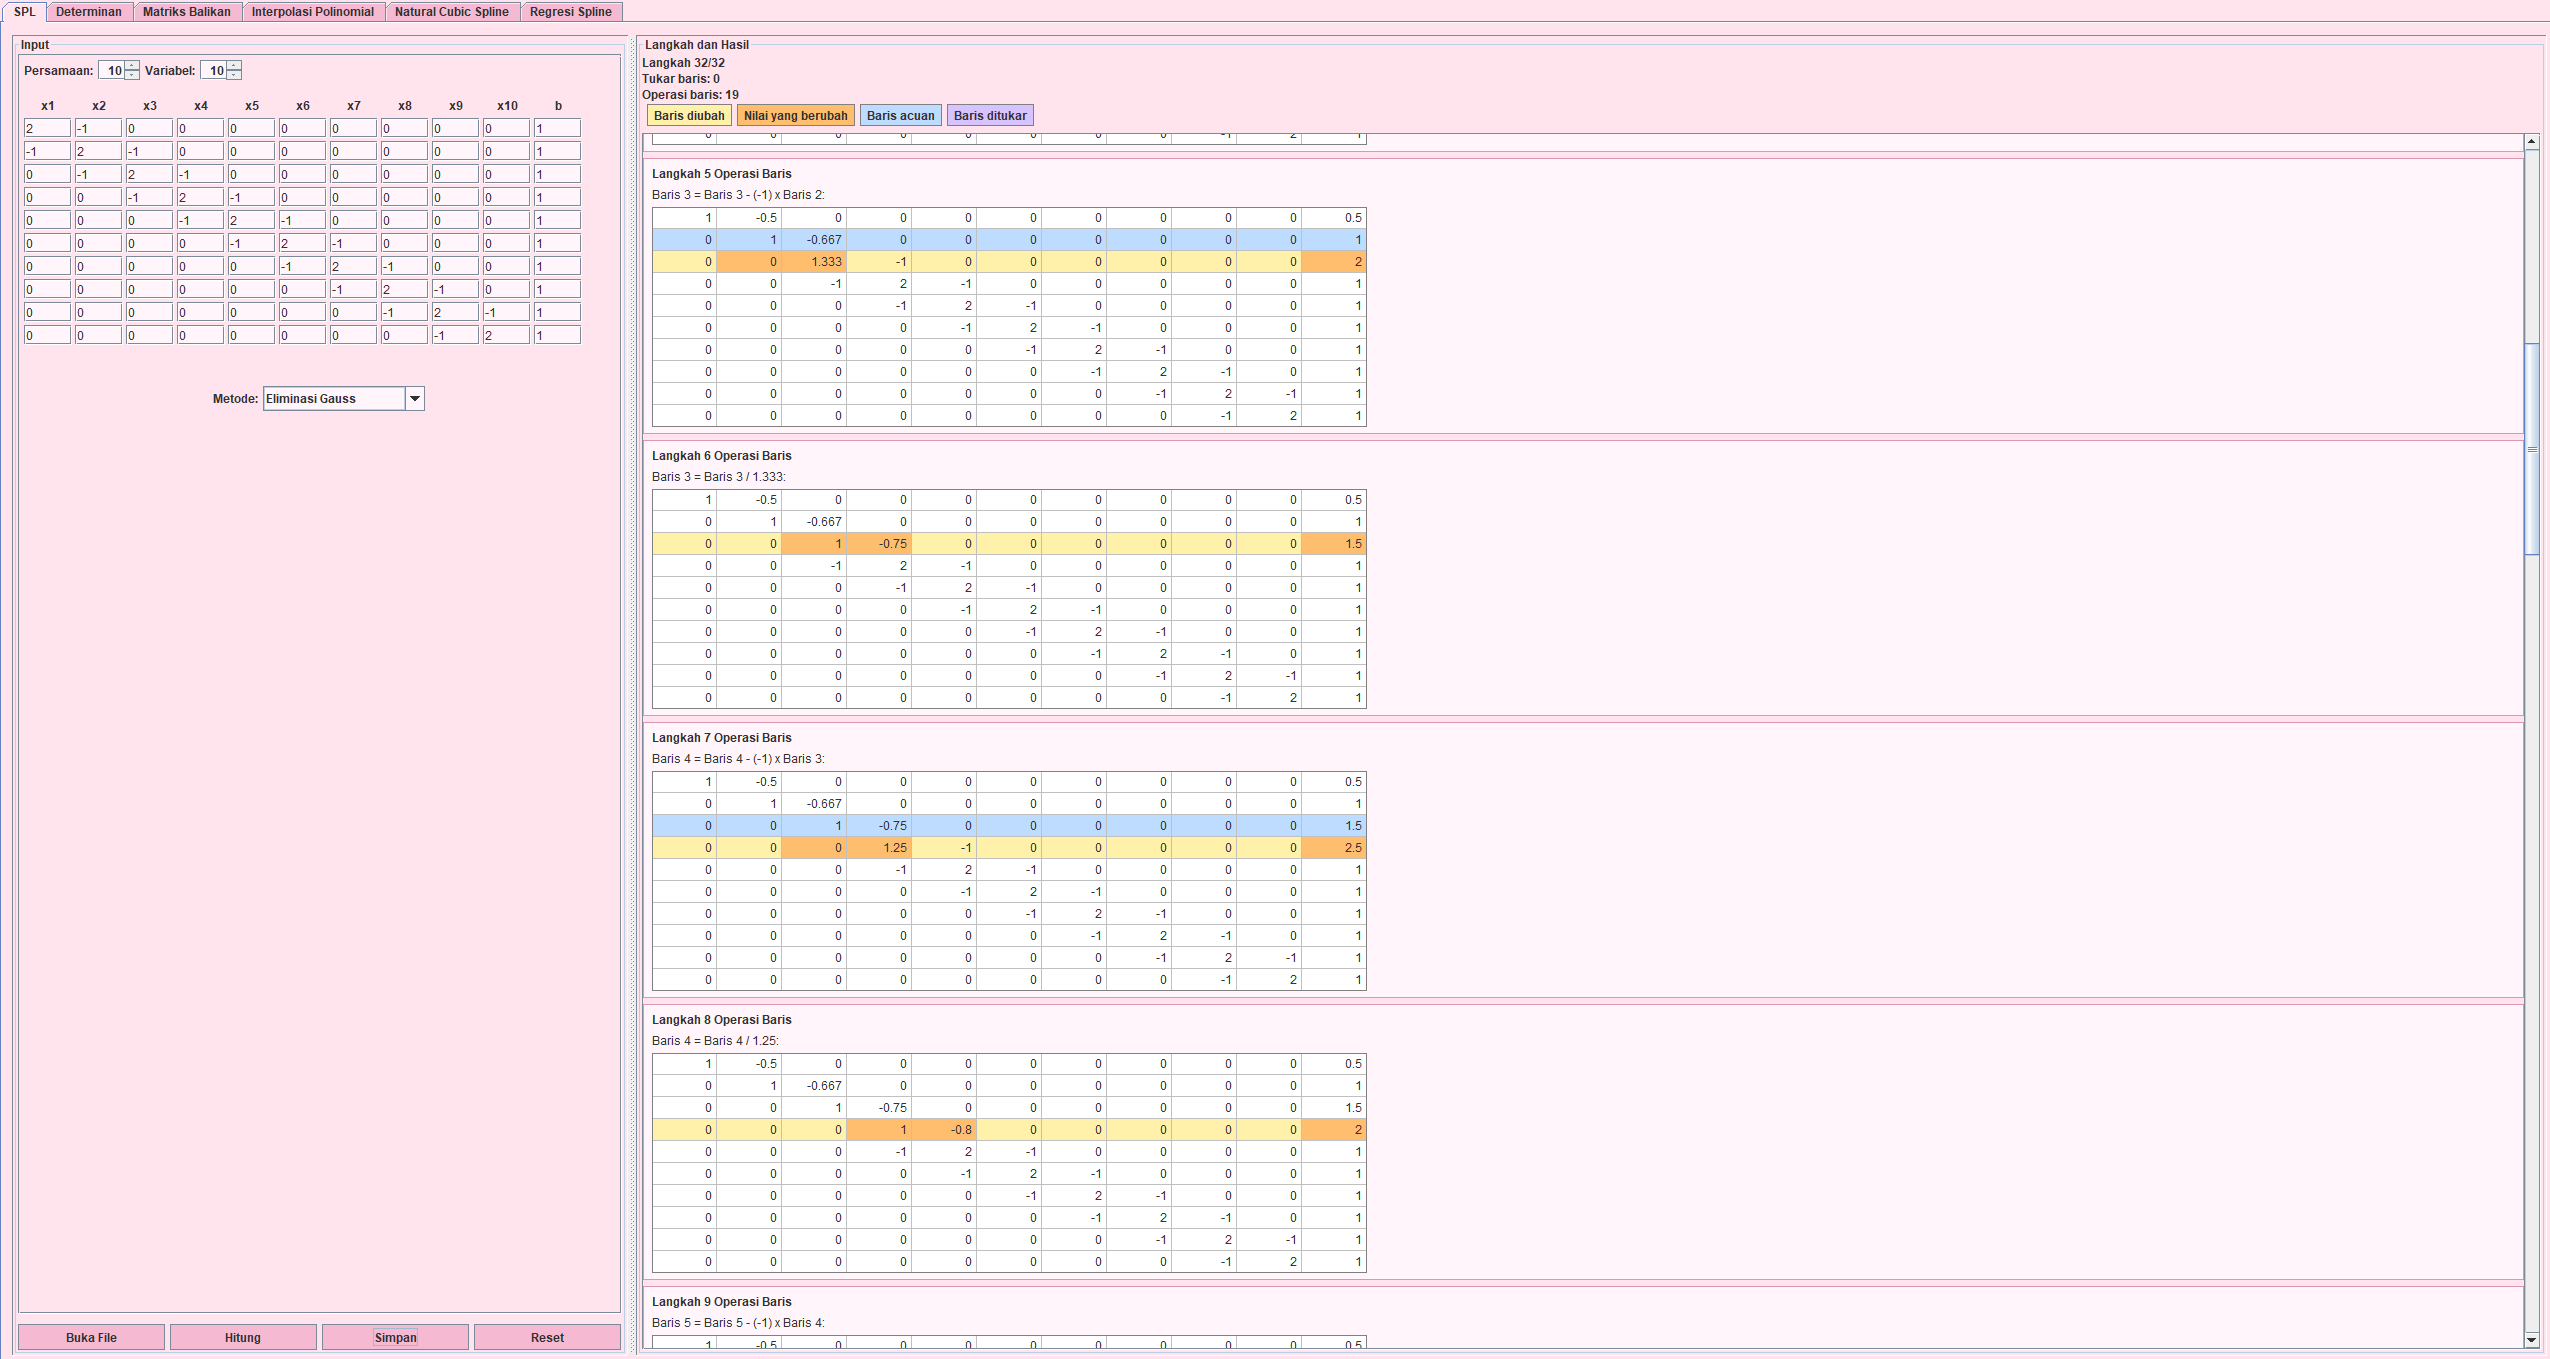 SPL Determinan Matriks Balikan Interpolasi Polinomial Natural Cubic Spline Regresi Spline
Input
Persamaan: 10 Variabel: 10
x1 x2 x3 x4 x5 x6 x7 x8 x9 x10 b
2 -1 0 0 0 0 0 0 0 0 1
-1 2 -1 0 0 0 0 0 0 0 1
0 -1 2 -1 0 0 0 0 0 0 1
0 0 -1 2 -1 0 0 0 0 0 1
0 0 0 -1 2 -1 0 0 0 0 1
0 0 0 0 -1 2 -1 0 0 0 1
0 0 0 0 0 -1 2 -1 0 0 1
0 0 0 0 0 0 -1 2 -1 0 1
0 0 0 0 0 0 0 -1 2 -1 1
0 0 0 0 0 0 0 0 -1 2 1
Metode: Eliminasi Gauss
Buka File Hitung Simpan Reset
Langkah dan Hasil
Langkah 32/32
Tukar baris: 0
Operasi baris: 19
Baris diubah Nilai yang berubah Baris acuan Baris ditukar
0 0 0 0 0 0 0 0 -1 2 1
Langkah 5 Operasi Baris
Baris 3 = Baris 3 - (-1) x Baris 2:
1 -0.5 0 0 0 0 0 0 0 0 0.5
0 1 -0.667 0 0 0 0 0 0 0 1
0 0 1.333 -1 0 0 0 0 0 0 2
0 0 -1 2 -1 0 0 0 0 0 1
0 0 0 -1 2 -1 0 0 0 0 1
0 0 0 0 -1 2 -1 0 0 0 1
0 0 0 0 0 -1 2 -1 0 0 1
0 0 0 0 0 0 -1 2 -1 0 1
0 0 0 0 0 0 0 -1 2 -1 1
0 0 0 0 0 0 0 0 -1 2 1
Langkah 6 Operasi Baris
Baris 3 = Baris 3 / 1.333:
1 -0.5 0 0 0 0 0 0 0 0 0.5
0 1 -0.667 0 0 0 0 0 0 0 1
0 0 1 -0.75 0 0 0 0 0 0 1.5
0 0 -1 2 -1 0 0 0 0 0 1
0 0 0 -1 2 -1 0 0 0 0 1
0 0 0 0 -1 2 -1 0 0 0 1
0 0 0 0 0 -1 2 -1 0 0 1
0 0 0 0 0 0 -1 2 -1 0 1
0 0 0 0 0 0 0 -1 2 -1 1
0 0 0 0 0 0 0 0 -1 2 1
Langkah 7 Operasi Baris
Baris 4 = Baris 4 - (-1) x Baris 3:
1 -0.5 0 0 0 0 0 0 0 0 0.5
0 1 -0.667 0 0 0 0 0 0 0 1
0 0 1 -0.75 0 0 0 0 0 0 1.5
0 0 0 1.25 -1 0 0 0 0 0 2.5
0 0 0 -1 2 -1 0 0 0 0 1
0 0 0 0 -1 2 -1 0 0 0 1
0 0 0 0 0 -1 2 -1 0 0 1
0 0 0 0 0 0 -1 2 -1 0 1
0 0 0 0 0 0 0 -1 2 -1 1
0 0 0 0 0 0 0 0 -1 2 1
Langkah 8 Operasi Baris
Baris 4 = Baris 4 / 1.25:
1 -0.5 0 0 0 0 0 0 0 0 0.5
0 1 -0.667 0 0 0 0 0 0 0 1
0 0 1 -0.75 0 0 0 0 0 0 1.5
0 0 0 1 -0.8 0 0 0 0 0 2
0 0 0 -1 2 -1 0 0 0 0 1
0 0 0 0 -1 2 -1 0 0 0 1
0 0 0 0 0 -1 2 -1 0 0 1
0 0 0 0 0 0 -1 2 -1 0 1
0 0 0 0 0 0 0 -1 2 -1 1
0 0 0 0 0 0 0 0 -1 2 1
Langkah 9 Operasi Baris
Baris 5 = Baris 5 - (-1) x Baris 4:
1 -0.5 0 0 0 0 0 0 0 0 0.5